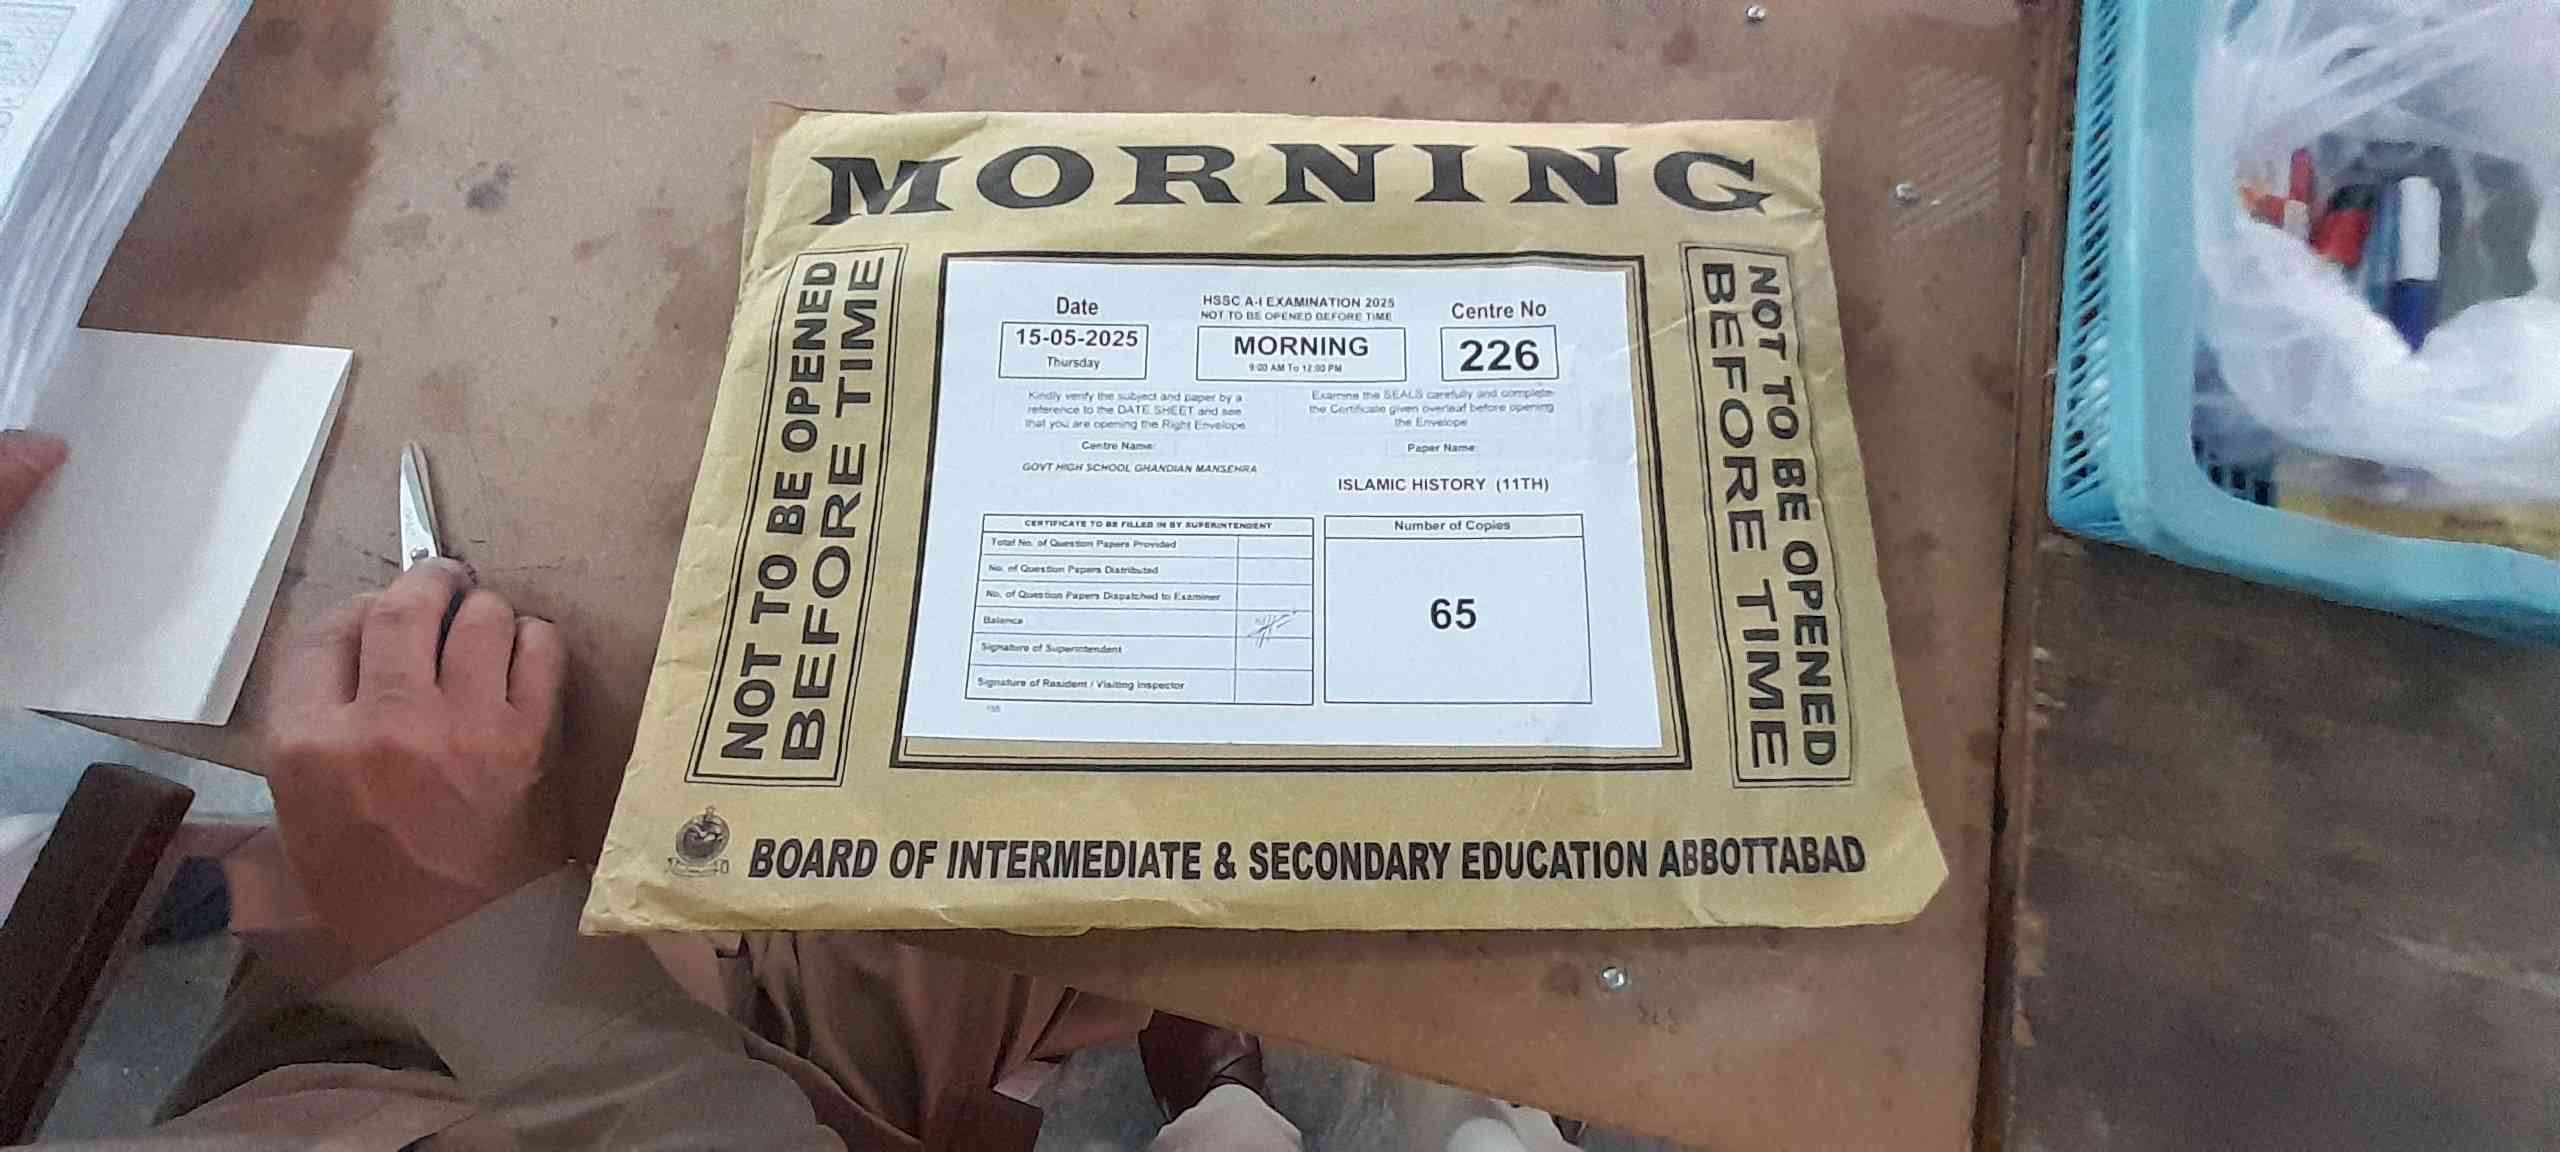 MORNING
NOT TO BE OPENED
BEFORE TIME
Date
15-05-2025
Thursday
HSSC A-I EXAMINATION 2025
NOT TO BE OPENED BEFORE TIME
MORNING
9:00 AM To 12:00 PM
Centre No
226
Kindly verify the subject and paper by a
reference to the DATE SHEET and see
that you are opening the Right Envelope
Examine the SEALS carefully and complete
the Certificate given overleaf before opening
the Envelope
Centre Name:
GOVT HIGH SCHOOL GHANDIAN MANSEHRA
Paper Name
ISLAMIC HISTORY (11TH)
CERTIFICATE TO BE FILLED IN BY SUPERINTENDENT
Total No. of Question Papers Provided
No. of Question Papers Distributed
No. of Question Papers Dispatched to Examiner
Balance
Signature of Superintendent
Signature of Resident / Visiting Inspector
Number of Copies
65
NOT TO BE OPENED
BEFORE TIME
BOARD OF INTERMEDIATE & SECONDARY EDUCATION ABBOTTABAD